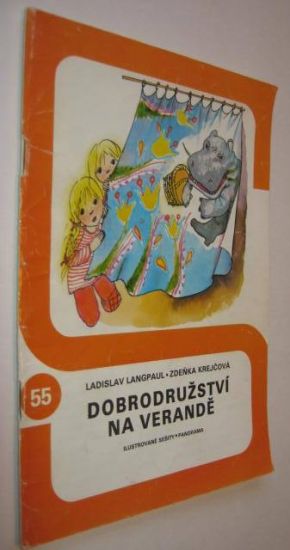 55
LADISLAV LANGPAUL • ZDEŇKA KREJČOVÁ
DOBRODRUŽSTVÍ
NA VERANDĚ
ILUSTROVANÉ SEŠITY • PANORAMA